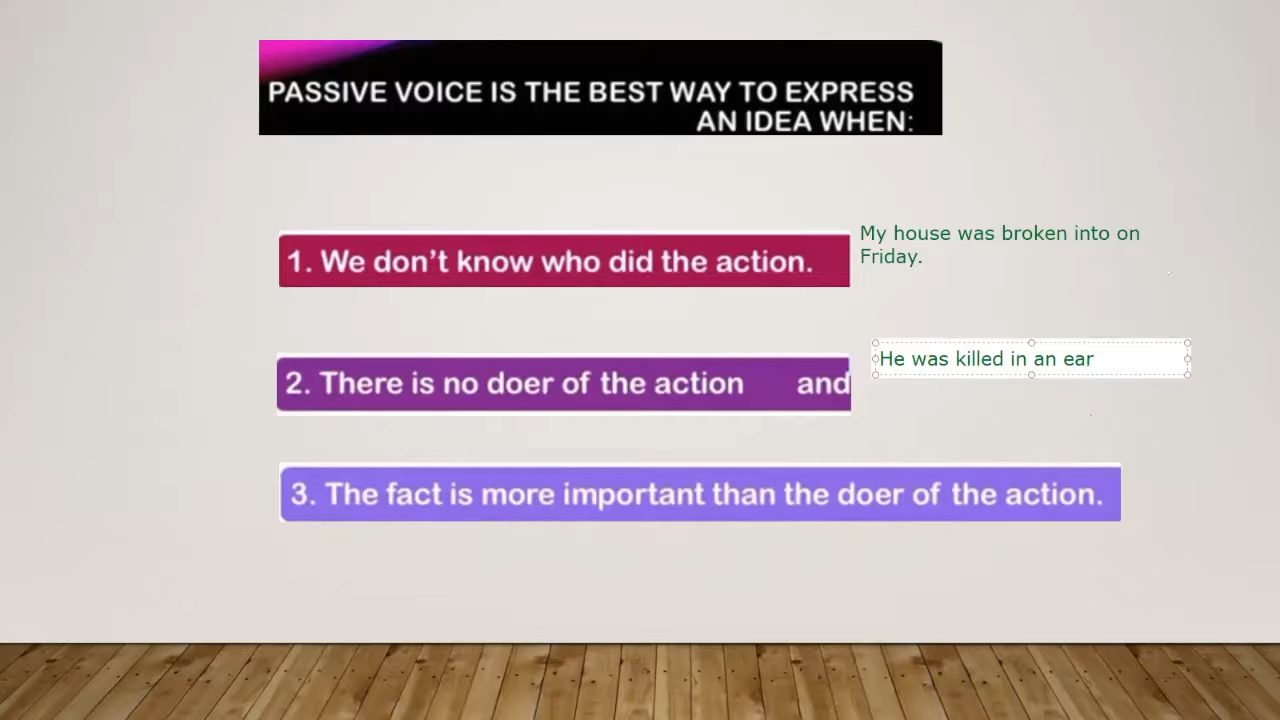 PASSIVE VOICE IS THE BEST WAY TO EXPRESS
AN IDEA WHEN:
My house was broken into on
Friday.
1. We don't know who did the action.
He was killed in an ear
2. There is no doer of the action and
3. The fact is more important than the doer of the action.